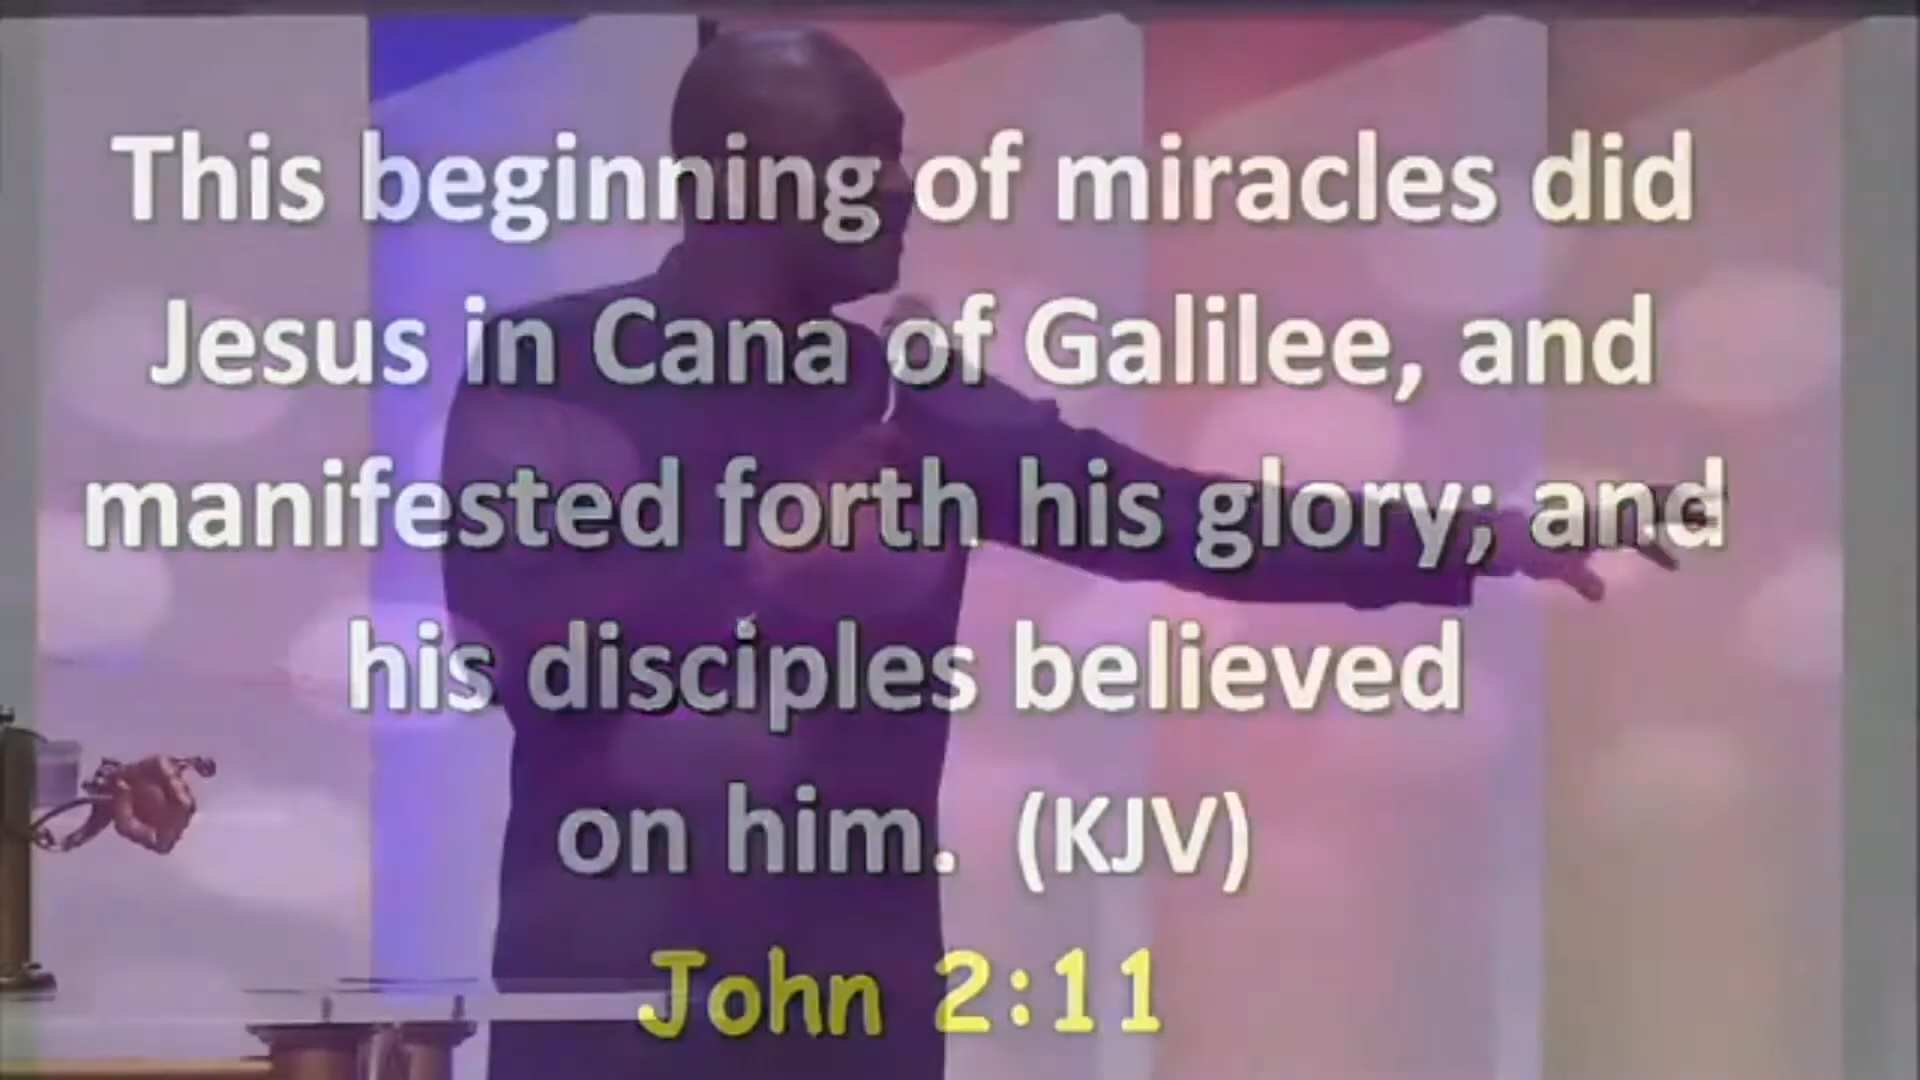 This beginning of miracles did
Jesus in Cana of Galilee, and
manifested forth his glory; and
his disciples believed
on him. (KJV)
John 2:11